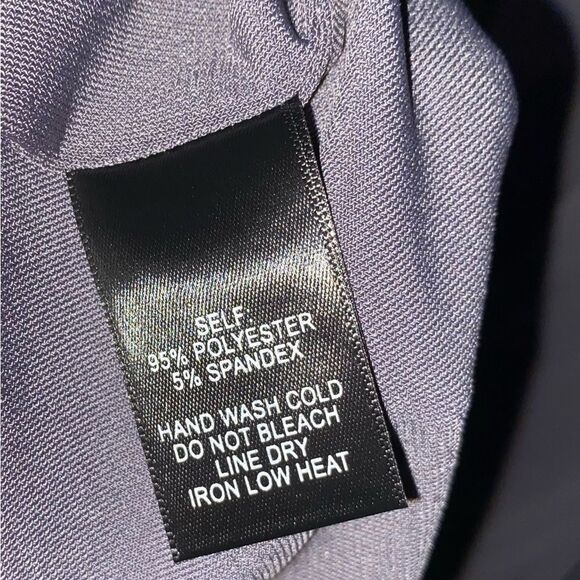 SELF
95% POLYESTER
5% SPANDEX
HAND WASH COLD
DO NOT BLEACH
LINE DRY
IRON LOW HEAT